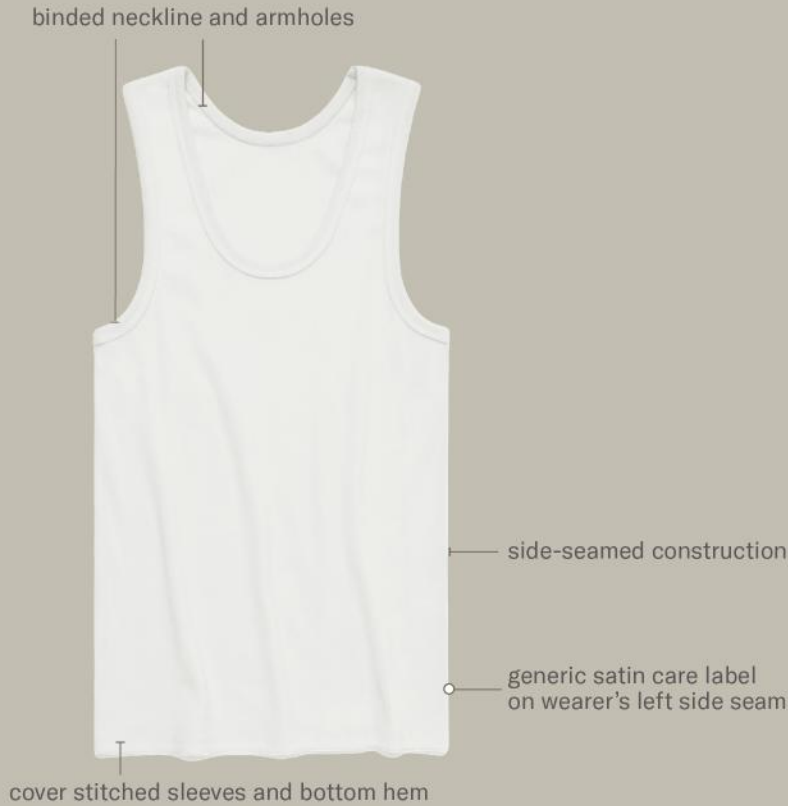 binded neckline and armholes
side-seamed construction
generic satin care label
on wearer's left side seam
cover stitched sleeves and bottom hem